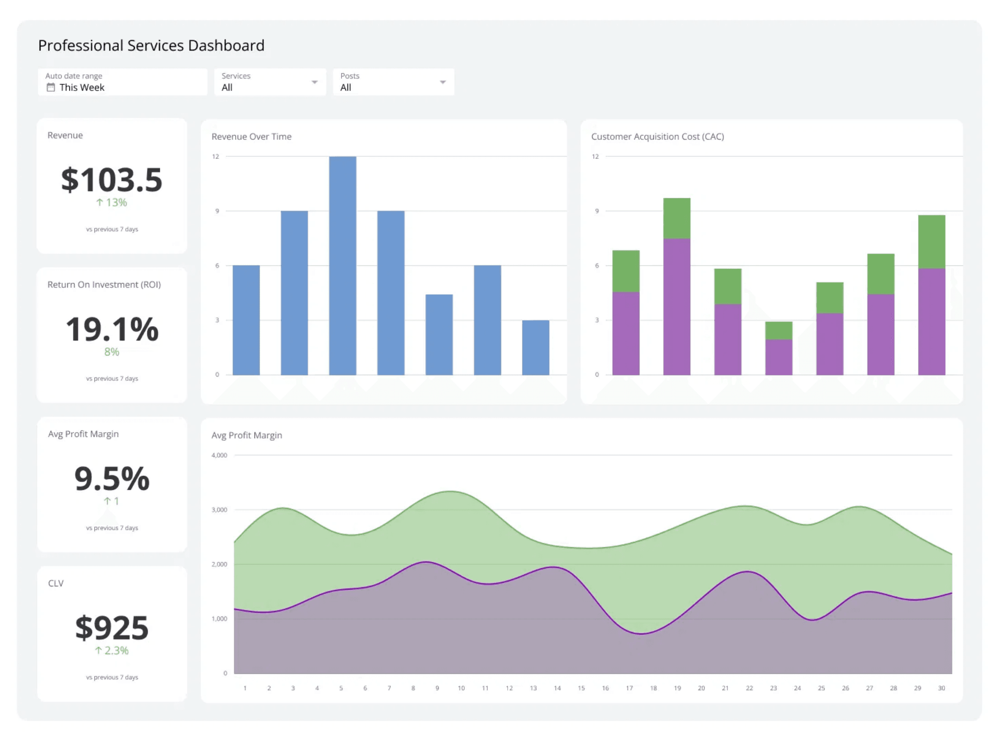 Professional Services Dashboard
Auto date range
This Week
Services
All
Posts
All
Revenue
$103.5
↑ 13%
vs previous 7 days
Return On Investment (ROI)
19.1%
8%
vs previous 7 days
Avg Profit Margin
9.5%
↑ 1
vs previous 7 days
CLV
$925
↑ 2.3%
vs previous 7 days
Revenue Over Time
12
9
6
3
0
Customer Acquisition Cost (CAC)
12
9
6
3
0
Avg Profit Margin
4,000
3,000
2,000
1,000
0
1 2 3 4 5 6 7 8 9 10 11 12 13 14 15 16 17 18 19 20 21 22 23 24 25 26 27 28 29 30